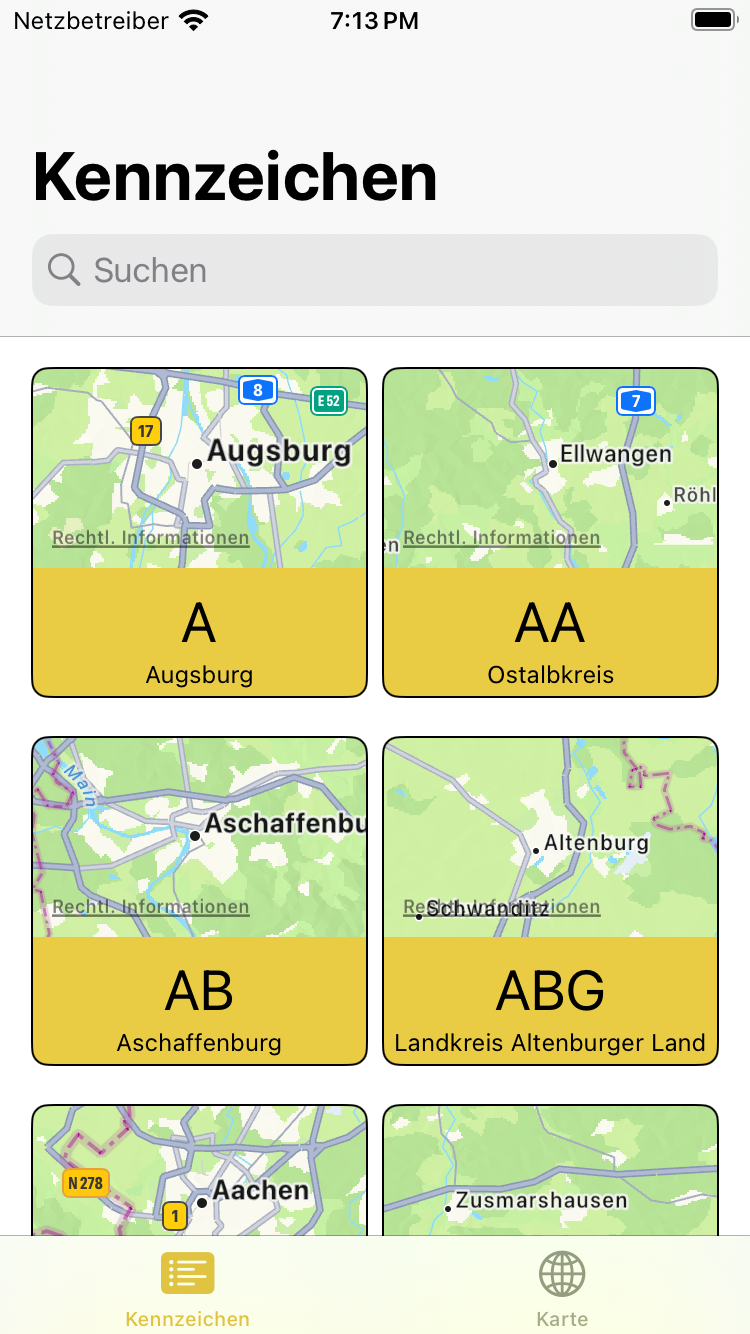 Netzbetreiber 7:13 PM
Kennzeichen
Suchen
8
E 52
17
Augsburg
Rechtl. Informationen
A
Augsburg
7
Ellwangen
Röhl
en
Rechtl. Informationen
AA
Ostalbkreis
Main
Aschaffenbu
Rechtl. Informationen
AB
Aschaffenburg
Altenburg
Schwanditz
Rechtl. Informationen
ABG
Landkreis Altenburger Land
N 278
Aachen
1
Zusmarshausen
Kennzeichen
Karte